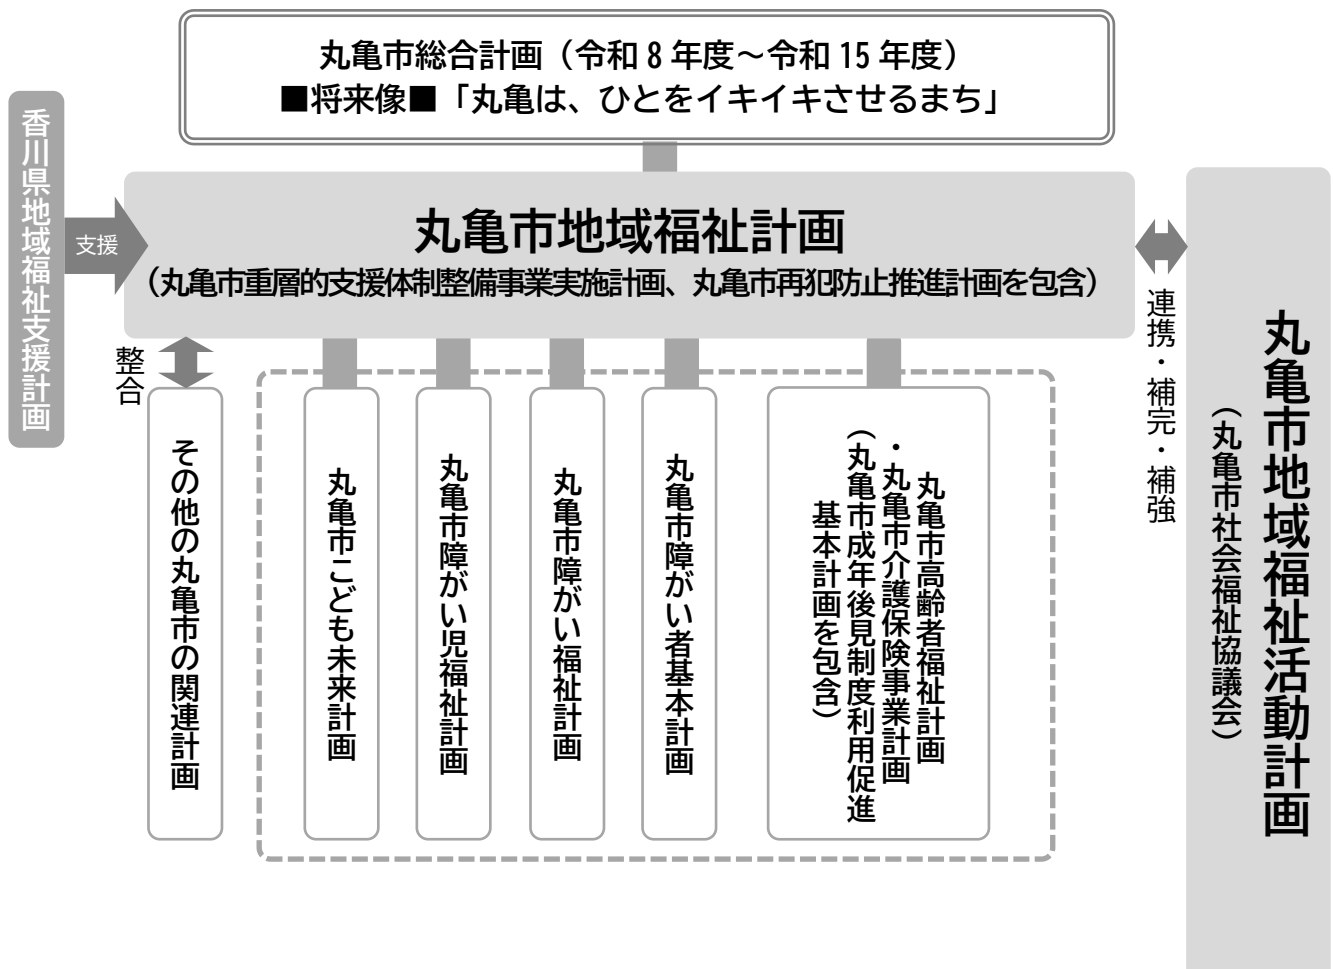 丸亀市総合計画（令和8年度～令和15年度）
■将来像■「丸亀は、ひとをイキイキさせるまち」
香川県地域福祉支援計画
支援
丸亀市地域福祉計画
（丸亀市重層的支援体制整備事業実施計画、丸亀市再犯防止推進計画を包含）
連携・補完・補強
丸亀市地域福祉活動計画
（丸亀市社会福祉協議会）
整合
その他の丸亀市の関連計画
丸亀市こども未来計画
丸亀市障がい児福祉計画
丸亀市障がい福祉計画
丸亀市障がい者基本計画
丸亀市高齢者福祉計画
・丸亀市介護保険事業計画
（丸亀市成年後見制度利用促進
基本計画を包含）